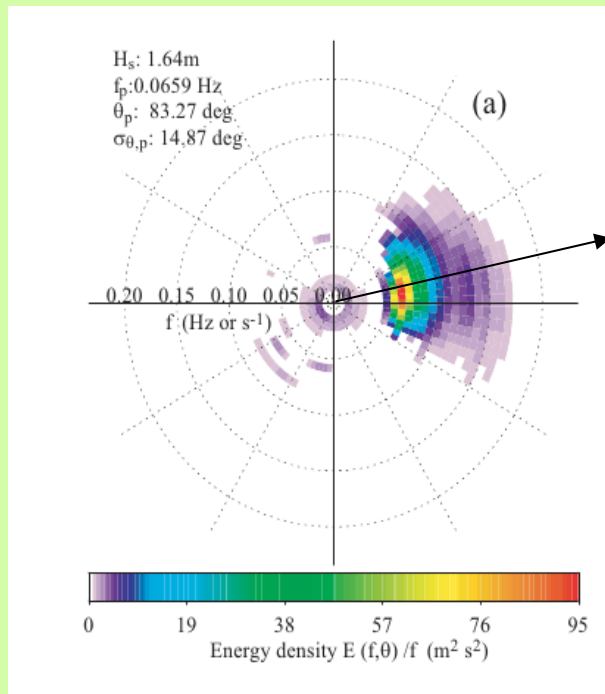 Hₛ: 1.64m
fₚ:0.0659 Hz
θₚ: 83.27 deg
σθ,ₚ: 14.87 deg
(a)
0.20 0.15 0.10 0.05 0.00
f (Hz or s⁻¹)
0 19 38 57 76 95
Energy density E (f,θ) /f (m² s²)